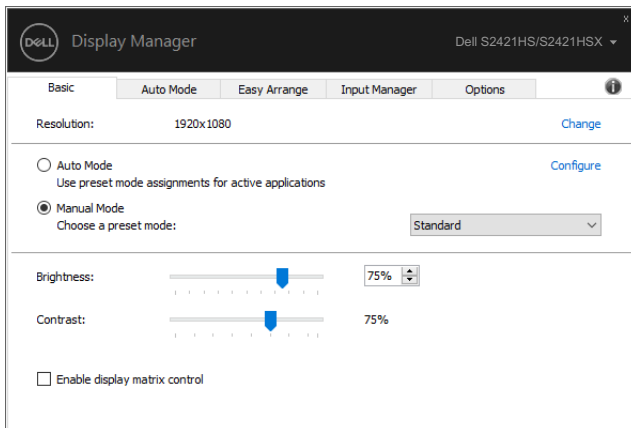 DELL Display Manager Dell S2421HS/S2421HSX
Basic Auto Mode Easy Arrange Input Manager Options
Resolution: 1920x1080 Change
Auto Mode Configure
Use preset mode assignments for active applications
Manual Mode
Choose a preset mode: Standard
Brightness: 75%
Contrast: 75%
Enable display matrix control